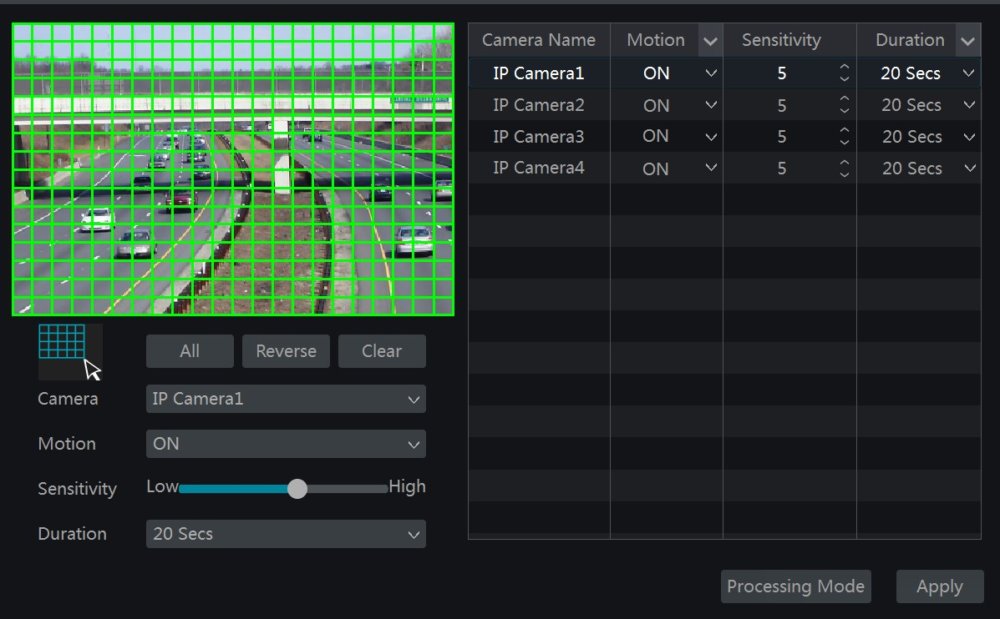 Camera Name Motion Sensitivity Duration
IP Camera1 ON 5 20 Secs
IP Camera2 ON 5 20 Secs
IP Camera3 ON 5 20 Secs
IP Camera4 ON 5 20 Secs
All Reverse Clear
Camera IP Camera1
Motion ON
Sensitivity Low High
Duration 20 Secs
Processing Mode Apply